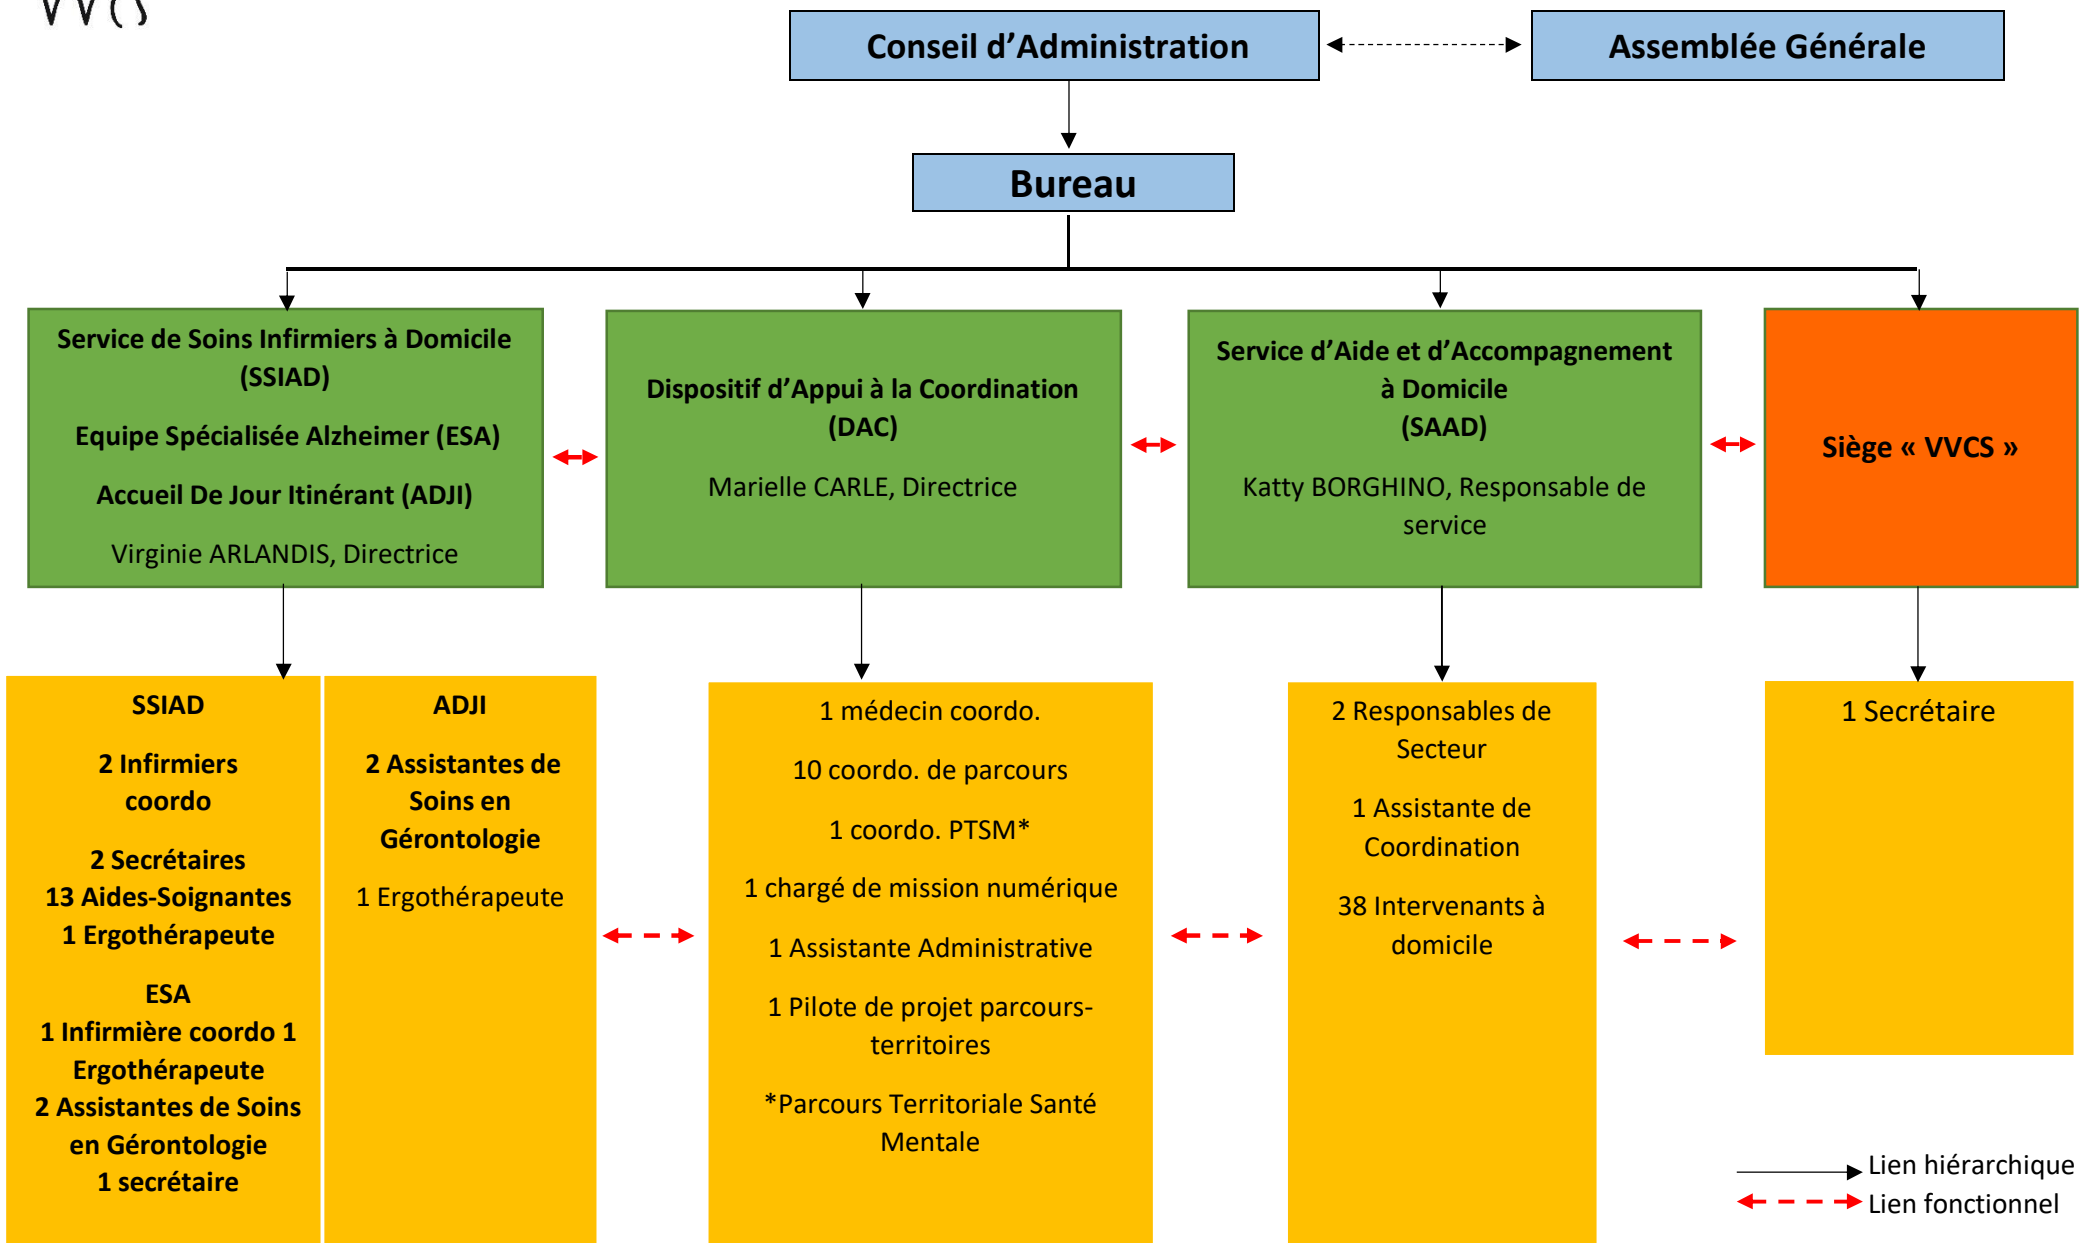 VVCS
Conseil d’Administration
Assemblée Générale
Bureau
Service de Soins Infirmiers à Domicile
(SSIAD)
Equipe Spécialisée Alzheimer (ESA)
Accueil De Jour Itinérant (ADJI)
Virginie ARLANDIS, Directrice
Dispositif d’Appui à la Coordination
(DAC)
Marielle CARLE, Directrice
Service d’Aide et d’Accompagnement
à Domicile
(SAAD)
Katty BORGHINO, Responsable de
service
Siège « VVCS »
SSIAD
2 Infirmiers
coordo
2 Secrétaires
13 Aides-Soignantes
1 Ergothérapeute
ESA
1 Infirmière coordo 1
Ergothérapeute
2 Assistantes de Soins
en Gérontologie
1 secrétaire
ADJI
2 Assistantes de
Soins en
Gérontologie
1 Ergothérapeute
1 médecin coordo.
10 coordo. de parcours
1 coordo. PTSM*
1 chargé de mission numérique
1 Assistante Administrative
1 Pilote de projet parcours-
territoires
*Parcours Territoriale Santé
Mentale
2 Responsables de
Secteur
1 Assistante de
Coordination
38 Intervenants à
domicile
1 Secrétaire
Lien hiérarchique
Lien fonctionnel